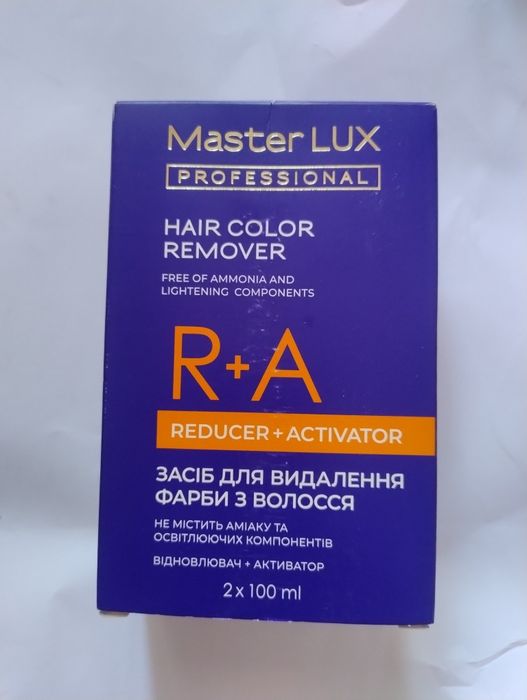 Master LUX
PROFESSIONAL
HAIR COLOR
REMOVER
FREE OF AMMONIA AND
LIGHTENING COMPONENTS
R+A
REDUCER + ACTIVATOR
ЗАСІБ ДЛЯ ВИДАЛЕННЯ
ФАРБИ З ВОЛОССЯ
НЕ МІСТИТЬ АМІАКУ ТА
ОСВІТЛЮЮЧИХ КОМПОНЕНТІВ
ВІДНОВЛЮВАЧ + АКТИВАТОР
2 x 100 ml